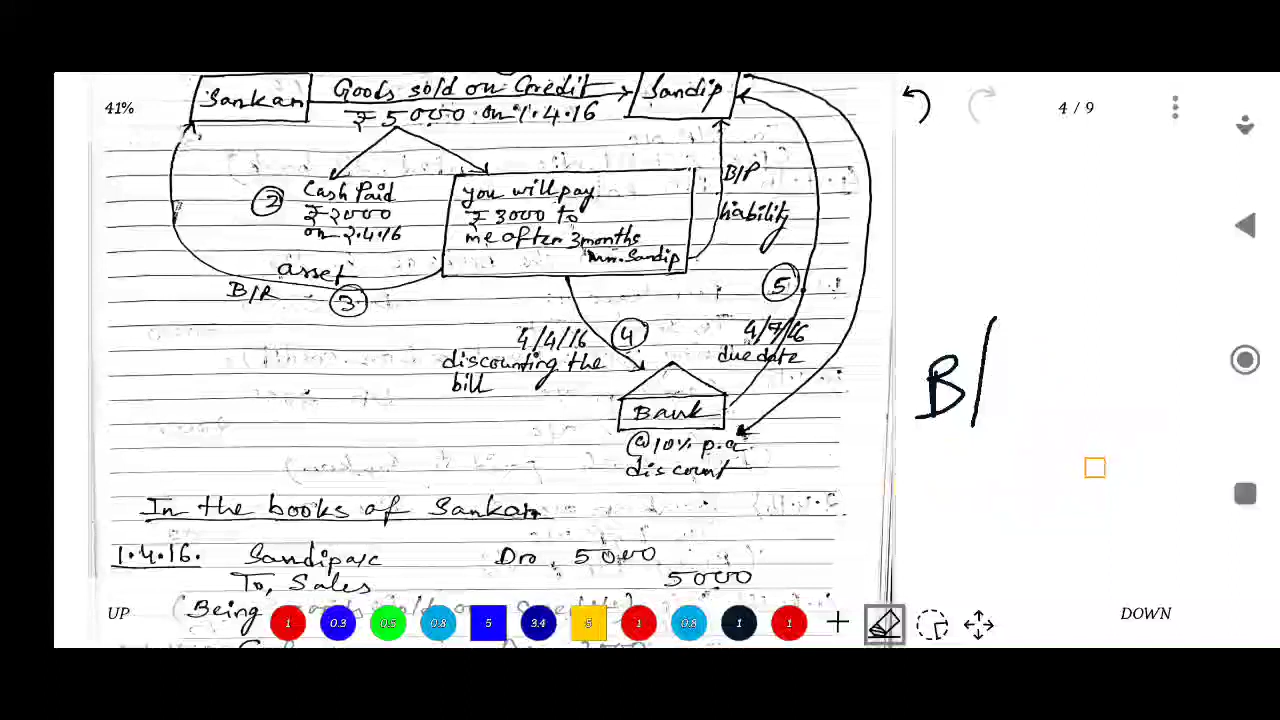 41%
4 / 9
Sankar Goods sold on Credit Sandip
₹ 5000 on 1.4.16
② Cash Paid
₹ 2000
on 2.4.16
you will pay
₹ 3000 to
me after 3 months
Mr. Sandip
B/P
liability
asset
B/R ③
④
4/4/16
discounting the
bill
⑤
4/7/16
due date
Bank
@ 10% p.a.
discount
B/
In the books of Sankar
1.4.16. Sandip a/c Dr. 5000
To, Sales 5000
(Being
UP
1 0.3 0.5 0.8 5 3.4 5 1 0.8 1 1 +
DOWN